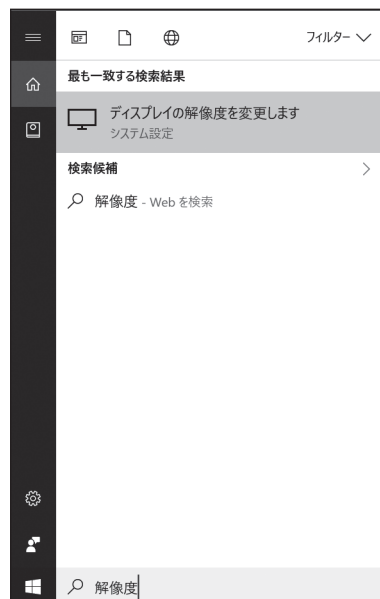 フィルター
最も一致する検索結果
ディスプレイの解像度を変更します
システム設定
検索候補
解像度 - Web を検索
解像度